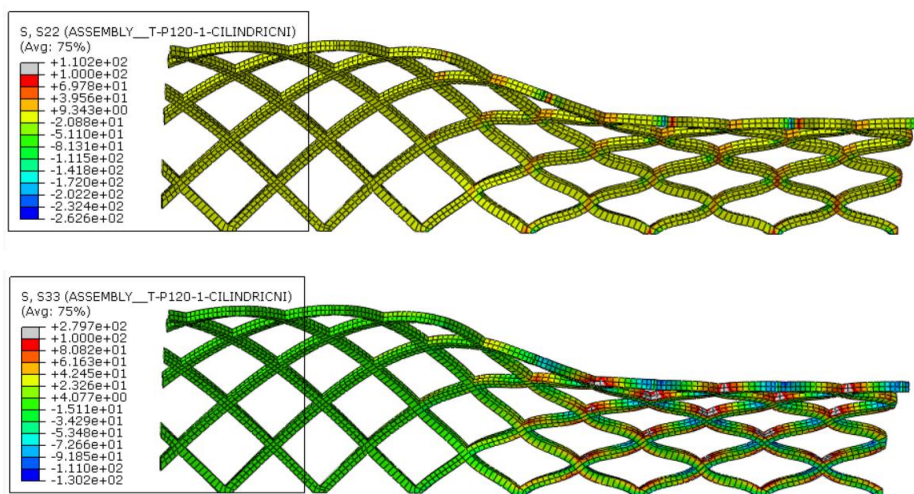 S, S22 (ASSEMBLY__T-P120-1-CILINDRICNI)
(Avg: 75%)
+1.102e+02
+1.000e+02
+6.978e+01
+3.956e+01
+9.343e+00
-2.088e+01
-5.110e+01
-8.131e+01
-1.115e+02
-1.418e+02
-1.720e+02
-2.022e+02
-2.324e+02
-2.626e+02
S, S33 (ASSEMBLY__T-P120-1-CILINDRICNI)
(Avg: 75%)
+2.797e+02
+1.000e+02
+8.082e+01
+6.163e+01
+4.245e+01
+2.326e+01
+4.077e+00
-1.511e+01
-3.429e+01
-5.348e+01
-7.266e+01
-9.185e+01
-1.110e+02
-1.302e+02